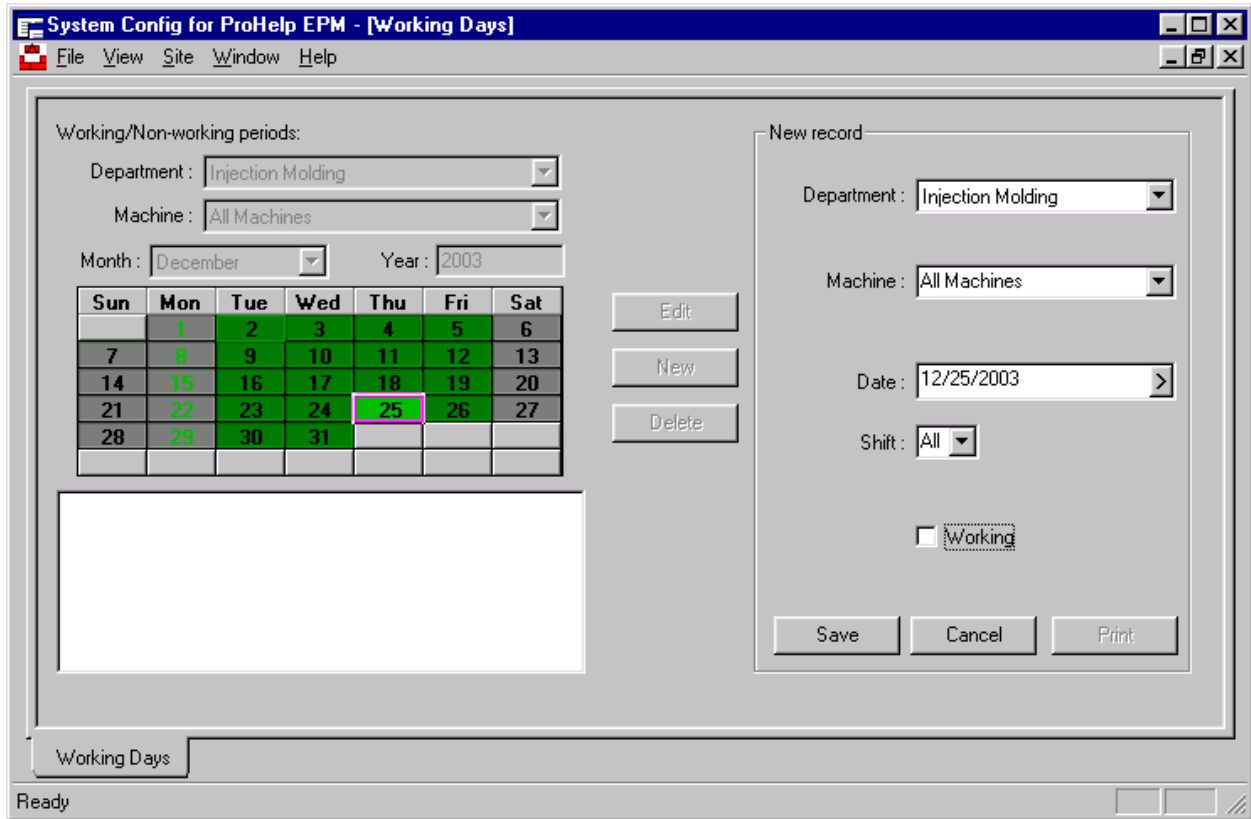 System Config for ProHelp EPM - [Working Days]
File View Site Window Help
Working/Non-working periods:
Department : Injection Molding
Machine : All Machines
Month : December Year : 2003
Sun Mon Tue Wed Thu Fri Sat
1 2 3 4 5 6
7 8 9 10 11 12 13
14 15 16 17 18 19 20
21 22 23 24 25 26 27
28 29 30 31
Edit
New
Delete
New record
Department : Injection Molding
Machine : All Machines
Date : 12/25/2003
Shift : All
Working
Save Cancel Print
Working Days
Ready